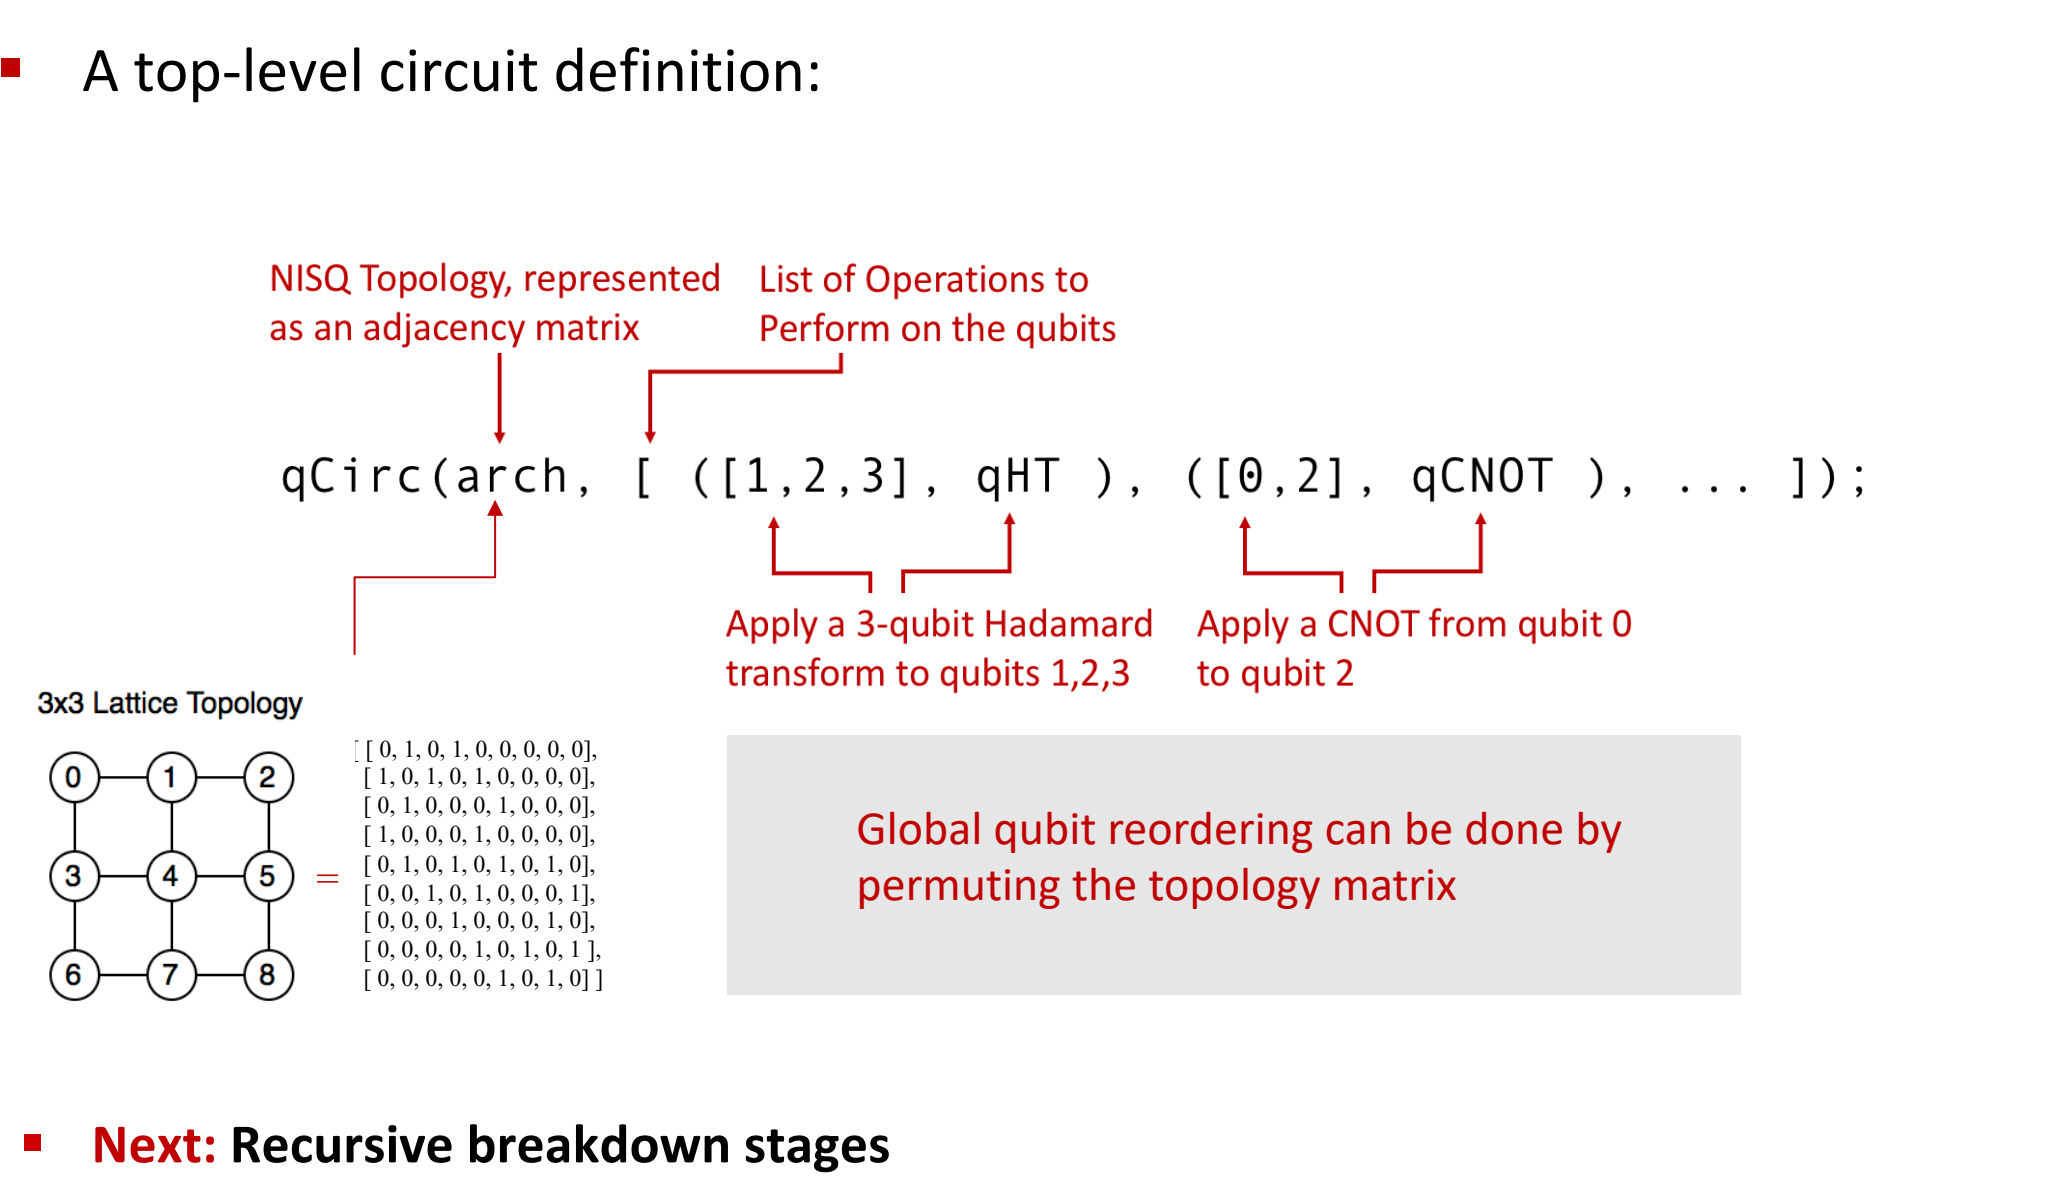 A top-level circuit definition:
NISQ Topology, represented
as an adjacency matrix
List of Operations to
Perform on the qubits
qCirc(arch, [ ([1,2,3], qHT ), ([0,2], qCNOT ), ... ]);
Apply a 3-qubit Hadamard
transform to qubits 1,2,3
Apply a CNOT from qubit 0
to qubit 2
3x3 Lattice Topology
0 1 2
3 4 5
6 7 8
=
[ [ 0, 1, 0, 1, 0, 0, 0, 0, 0],
[ 1, 0, 1, 0, 1, 0, 0, 0, 0],
[ 0, 1, 0, 0, 0, 1, 0, 0, 0],
[ 1, 0, 0, 0, 1, 0, 0, 0, 0],
[ 0, 1, 0, 1, 0, 1, 0, 1, 0],
[ 0, 0, 1, 0, 1, 0, 0, 0, 1],
[ 0, 0, 0, 1, 0, 0, 0, 1, 0],
[ 0, 0, 0, 0, 1, 0, 1, 0, 1 ],
[ 0, 0, 0, 0, 0, 1, 0, 1, 0] ]
Global qubit reordering can be done by
permuting the topology matrix
Next: Recursive breakdown stages